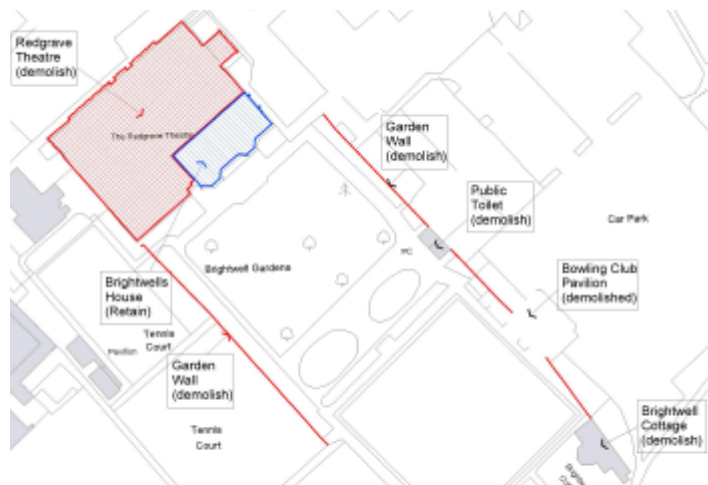 Redgrave
Theatre
(demolish)
The Redgrave Theatre
Garden
Wall
(demolish)
Public
Toilet
(demolish)
Car Park
PC
Bowling Club
Pavilion
(demolished)
Brightwell Gardens
Brightwells
House
(Retain)
Tennis
Court
Pavilion
Garden
Wall
(demolish)
Tennis
Court
Brightwell
Cottage
(demolish)